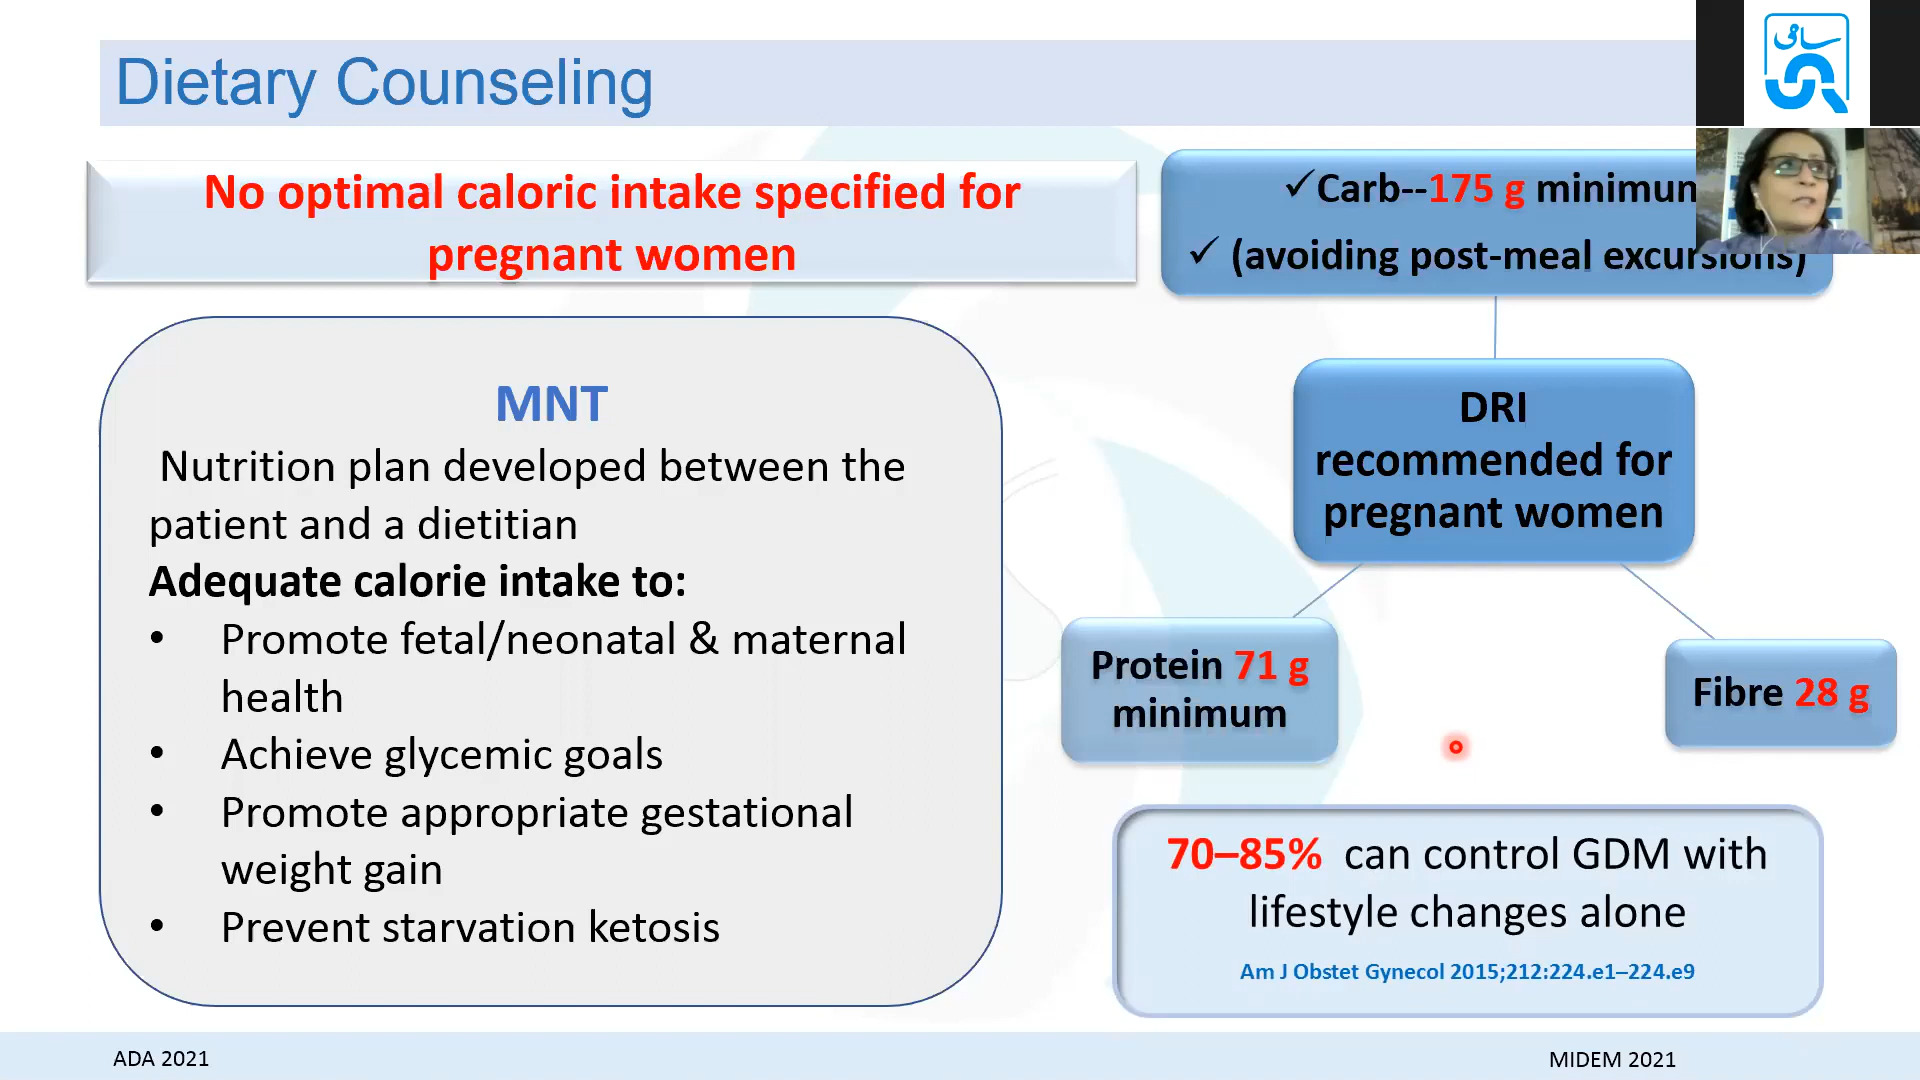 Dietary Counseling
سامی
No optimal caloric intake specified for
pregnant women
✓Carb--175 g minimum
✓ (avoiding post-meal excursions)
MNT
Nutrition plan developed between the
patient and a dietitian
Adequate calorie intake to:
• Promote fetal/neonatal & maternal
health
• Achieve glycemic goals
• Promote appropriate gestational
weight gain
• Prevent starvation ketosis
DRI
recommended for
pregnant women
Protein 71 g
minimum
Fibre 28 g
70–85% can control GDM with
lifestyle changes alone
Am J Obstet Gynecol 2015;212:224.e1–224.e9
ADA 2021
MIDEM 2021